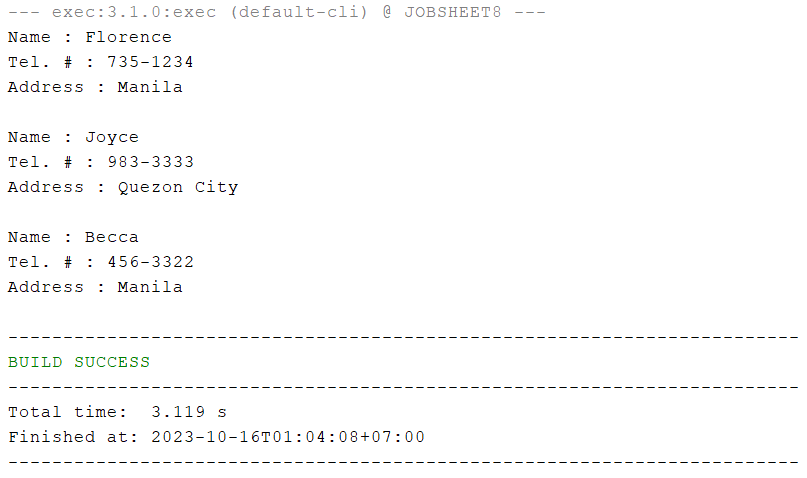 --- exec:3.1.0:exec (default-cli) @ JOBSHEET8 ---
Name : Florence
Tel. # : 735-1234
Address : Manila

Name : Joyce
Tel. # : 983-3333
Address : Quezon City

Name : Becca
Tel. # : 456-3322
Address : Manila

------------------------------------------------------------------------
BUILD SUCCESS
------------------------------------------------------------------------
Total time:  3.119 s
Finished at: 2023-10-16T01:04:08+07:00
------------------------------------------------------------------------